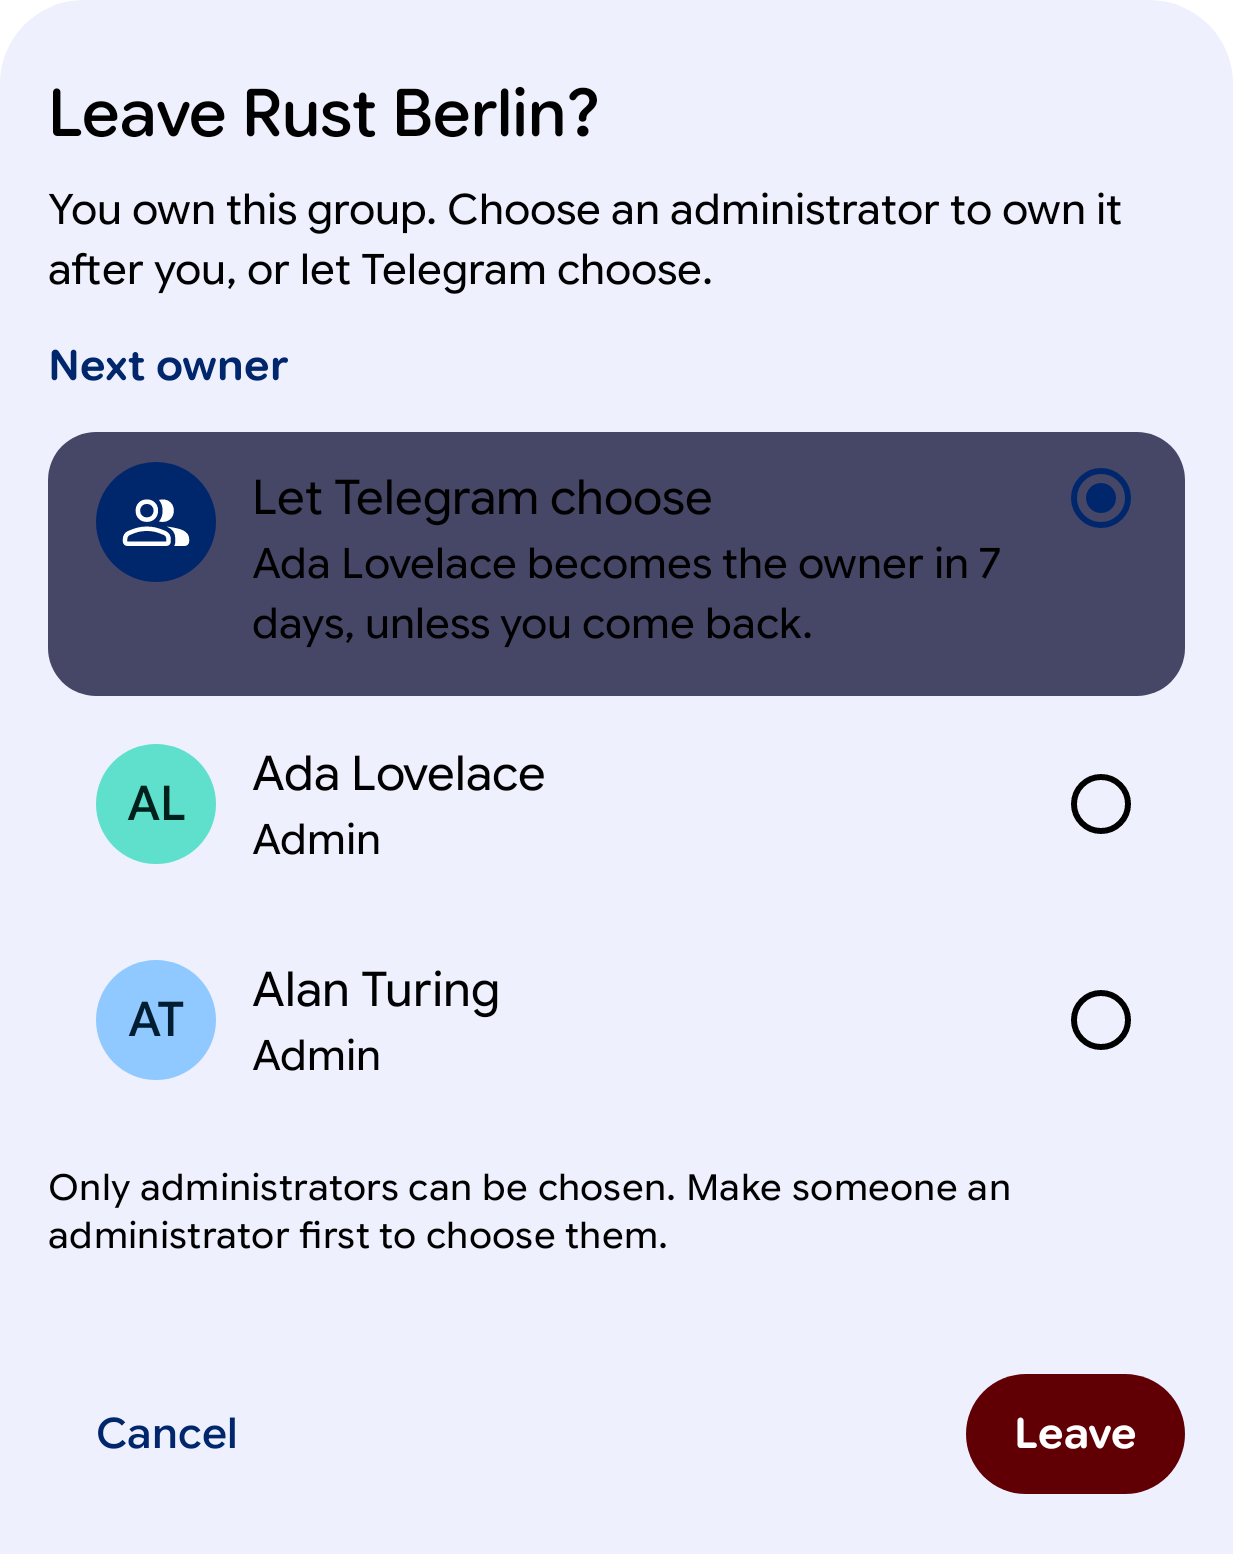 Leave Rust Berlin?
You own this group. Choose an administrator to own it
after you, or let Telegram choose.
Next owner
Let Telegram choose
Ada Lovelace becomes the owner in 7
days, unless you come back.
AL
Ada Lovelace
Admin
AT
Alan Turing
Admin
Only administrators can be chosen. Make someone an
administrator first to choose them.
Cancel
Leave